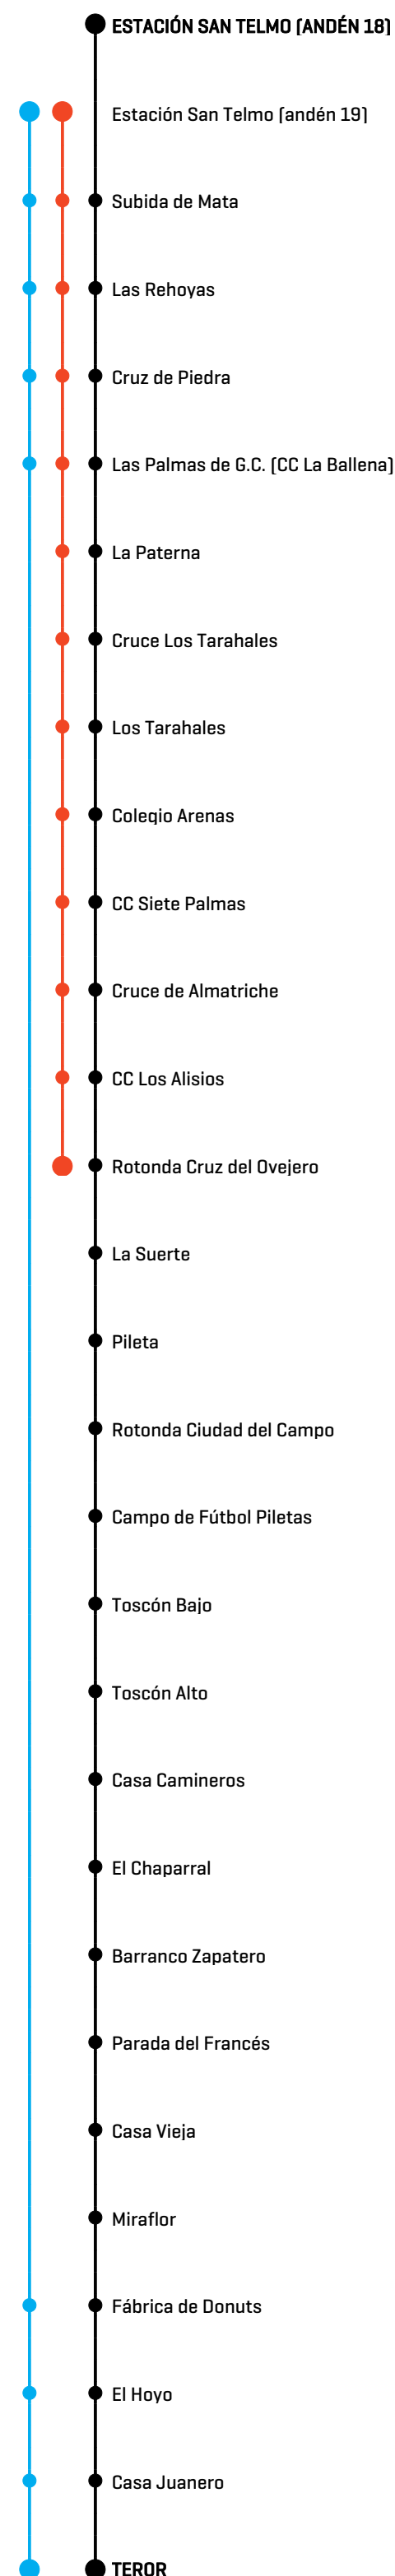 ESTACIÓN SAN TELMO (ANDÉN 18)
Estación San Telmo (andén 19)
Subida de Mata
Las Rehoyas
Cruz de Piedra
Las Palmas de G.C. (CC La Ballena)
La Paterna
Cruce Los Tarahales
Los Tarahales
Colegio Arenas
CC Siete Palmas
Cruce de Almatriche
CC Los Alisios
Rotonda Cruz del Ovejero
La Suerte
Pileta
Rotonda Ciudad del Campo
Campo de Fútbol Piletas
Toscón Bajo
Toscón Alto
Casa Camineros
El Chaparral
Barranco Zapatero
Parada del Francés
Casa Vieja
Miraflor
Fábrica de Donuts
El Hoyo
Casa Juanero
TEROR